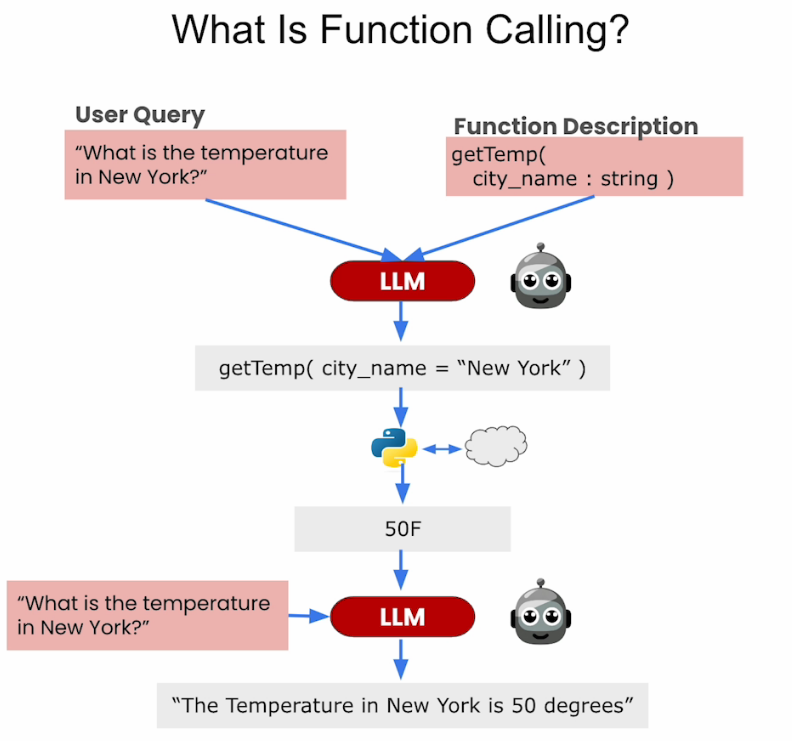 What Is Function Calling?
User Query
“What is the temperature
in New York?”
Function Description
getTemp(
city_name : string )
LLM
getTemp( city_name = “New York” )
50F
“What is the temperature
in New York?”
LLM
“The Temperature in New York is 50 degrees”